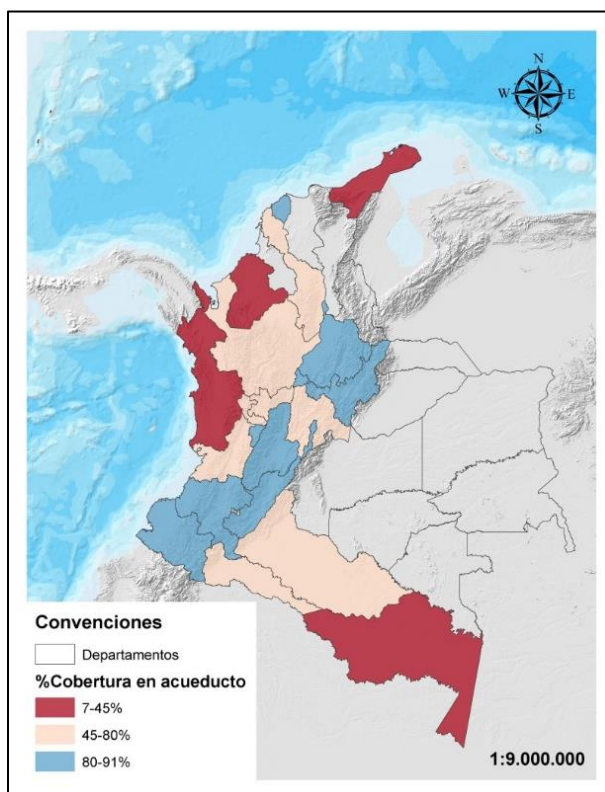 N
W E
S
Convenciones
Departamentos
%Cobertura en acueducto
7-45%
45-80%
80-91%
1:9.000.000